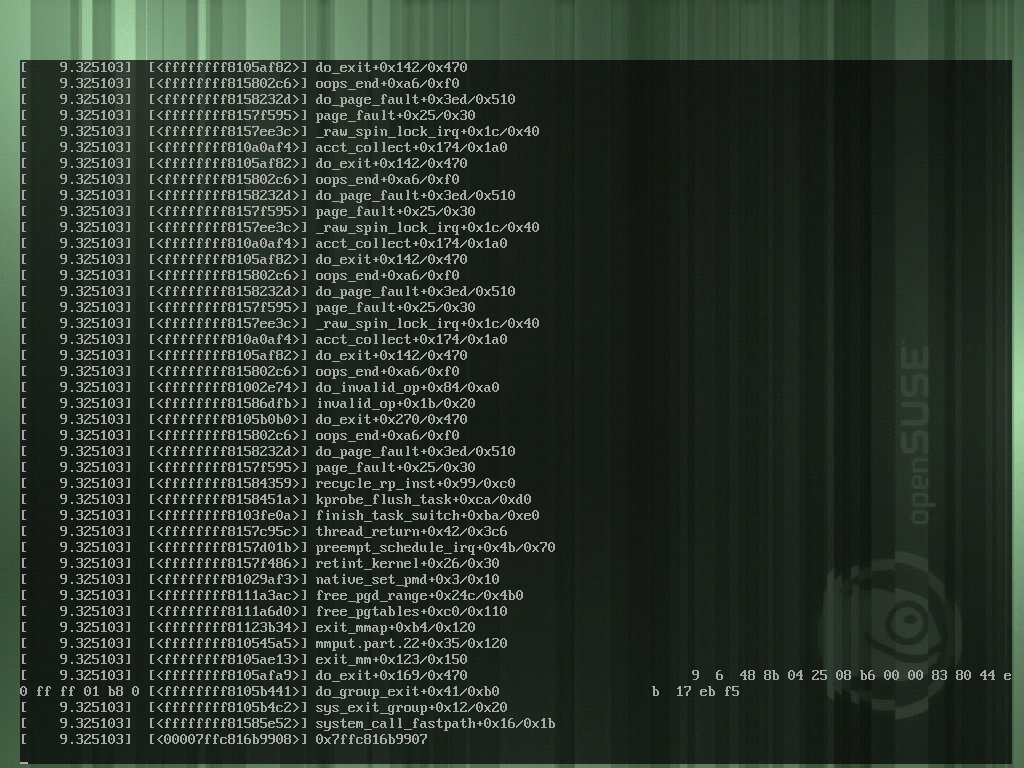 [    9.325103]  [<ffffffff8105af82>] do_exit+0x142/0x470
[    9.325103]  [<ffffffff815802c6>] oops_end+0xa6/0xf0
[    9.325103]  [<ffffffff8158232d>] do_page_fault+0x3ed/0x510
[    9.325103]  [<ffffffff8157f595>] page_fault+0x25/0x30
[    9.325103]  [<ffffffff8157ee3c>] _raw_spin_lock_irq+0x1c/0x40
[    9.325103]  [<ffffffff810a0af4>] acct_collect+0x174/0x1a0
[    9.325103]  [<ffffffff8105af82>] do_exit+0x142/0x470
[    9.325103]  [<ffffffff815802c6>] oops_end+0xa6/0xf0
[    9.325103]  [<ffffffff8158232d>] do_page_fault+0x3ed/0x510
[    9.325103]  [<ffffffff8157f595>] page_fault+0x25/0x30
[    9.325103]  [<ffffffff8157ee3c>] _raw_spin_lock_irq+0x1c/0x40
[    9.325103]  [<ffffffff810a0af4>] acct_collect+0x174/0x1a0
[    9.325103]  [<ffffffff8105af82>] do_exit+0x142/0x470
[    9.325103]  [<ffffffff815802c6>] oops_end+0xa6/0xf0
[    9.325103]  [<ffffffff8158232d>] do_page_fault+0x3ed/0x510
[    9.325103]  [<ffffffff8157f595>] page_fault+0x25/0x30
[    9.325103]  [<ffffffff8157ee3c>] _raw_spin_lock_irq+0x1c/0x40
[    9.325103]  [<ffffffff810a0af4>] acct_collect+0x174/0x1a0
[    9.325103]  [<ffffffff8105af82>] do_exit+0x142/0x470
[    9.325103]  [<ffffffff815802c6>] oops_end+0xa6/0xf0
[    9.325103]  [<ffffffff81002e74>] do_invalid_op+0x84/0xa0
[    9.325103]  [<ffffffff81586dfb>] invalid_op+0x1b/0x20
[    9.325103]  [<ffffffff8105b0b0>] do_exit+0x270/0x470
[    9.325103]  [<ffffffff815802c6>] oops_end+0xa6/0xf0
[    9.325103]  [<ffffffff8158232d>] do_page_fault+0x3ed/0x510
[    9.325103]  [<ffffffff8157f595>] page_fault+0x25/0x30
[    9.325103]  [<ffffffff81584359>] recycle_rp_inst+0x99/0xc0
[    9.325103]  [<ffffffff8158451a>] kprobe_flush_task+0xca/0xd0
[    9.325103]  [<ffffffff8103fe0a>] finish_task_switch+0xba/0xe0
[    9.325103]  [<ffffffff8157c95c>] thread_return+0x42/0x3c6
[    9.325103]  [<ffffffff8157d01b>] preempt_schedule_irq+0x4b/0x70
[    9.325103]  [<ffffffff8157f486>] retint_kernel+0x26/0x30
[    9.325103]  [<ffffffff81029af3>] native_set_pmd+0x3/0x10
[    9.325103]  [<ffffffff8111a3ac>] free_pgd_range+0x24c/0x4b0
[    9.325103]  [<ffffffff8111a6d0>] free_pgtables+0xc0/0x110
[    9.325103]  [<ffffffff81123b34>] exit_mmap+0xb4/0x120
[    9.325103]  [<ffffffff810545a5>] mmput.part.22+0x35/0x120
[    9.325103]  [<ffffffff8105ae13>] exit_mm+0x123/0x150
[    9.325103]  [<ffffffff8105afa9>] do_exit+0x169/0x470                            9  6  48 8b 04 25 08 b6 00 00 83 80 44 e
0 ff ff 01 b8 0 [<ffffffff8105b441>] do_group_exit+0x41/0xb0                   b  17 eb f5
[    9.325103]  [<ffffffff8105b4c2>] sys_exit_group+0x12/0x20
[    9.325103]  [<ffffffff81585e52>] system_call_fastpath+0x16/0x1b
[    9.325103]  [<00007ffc816b9908>] 0x7ffc816b9907
_
openSUSE